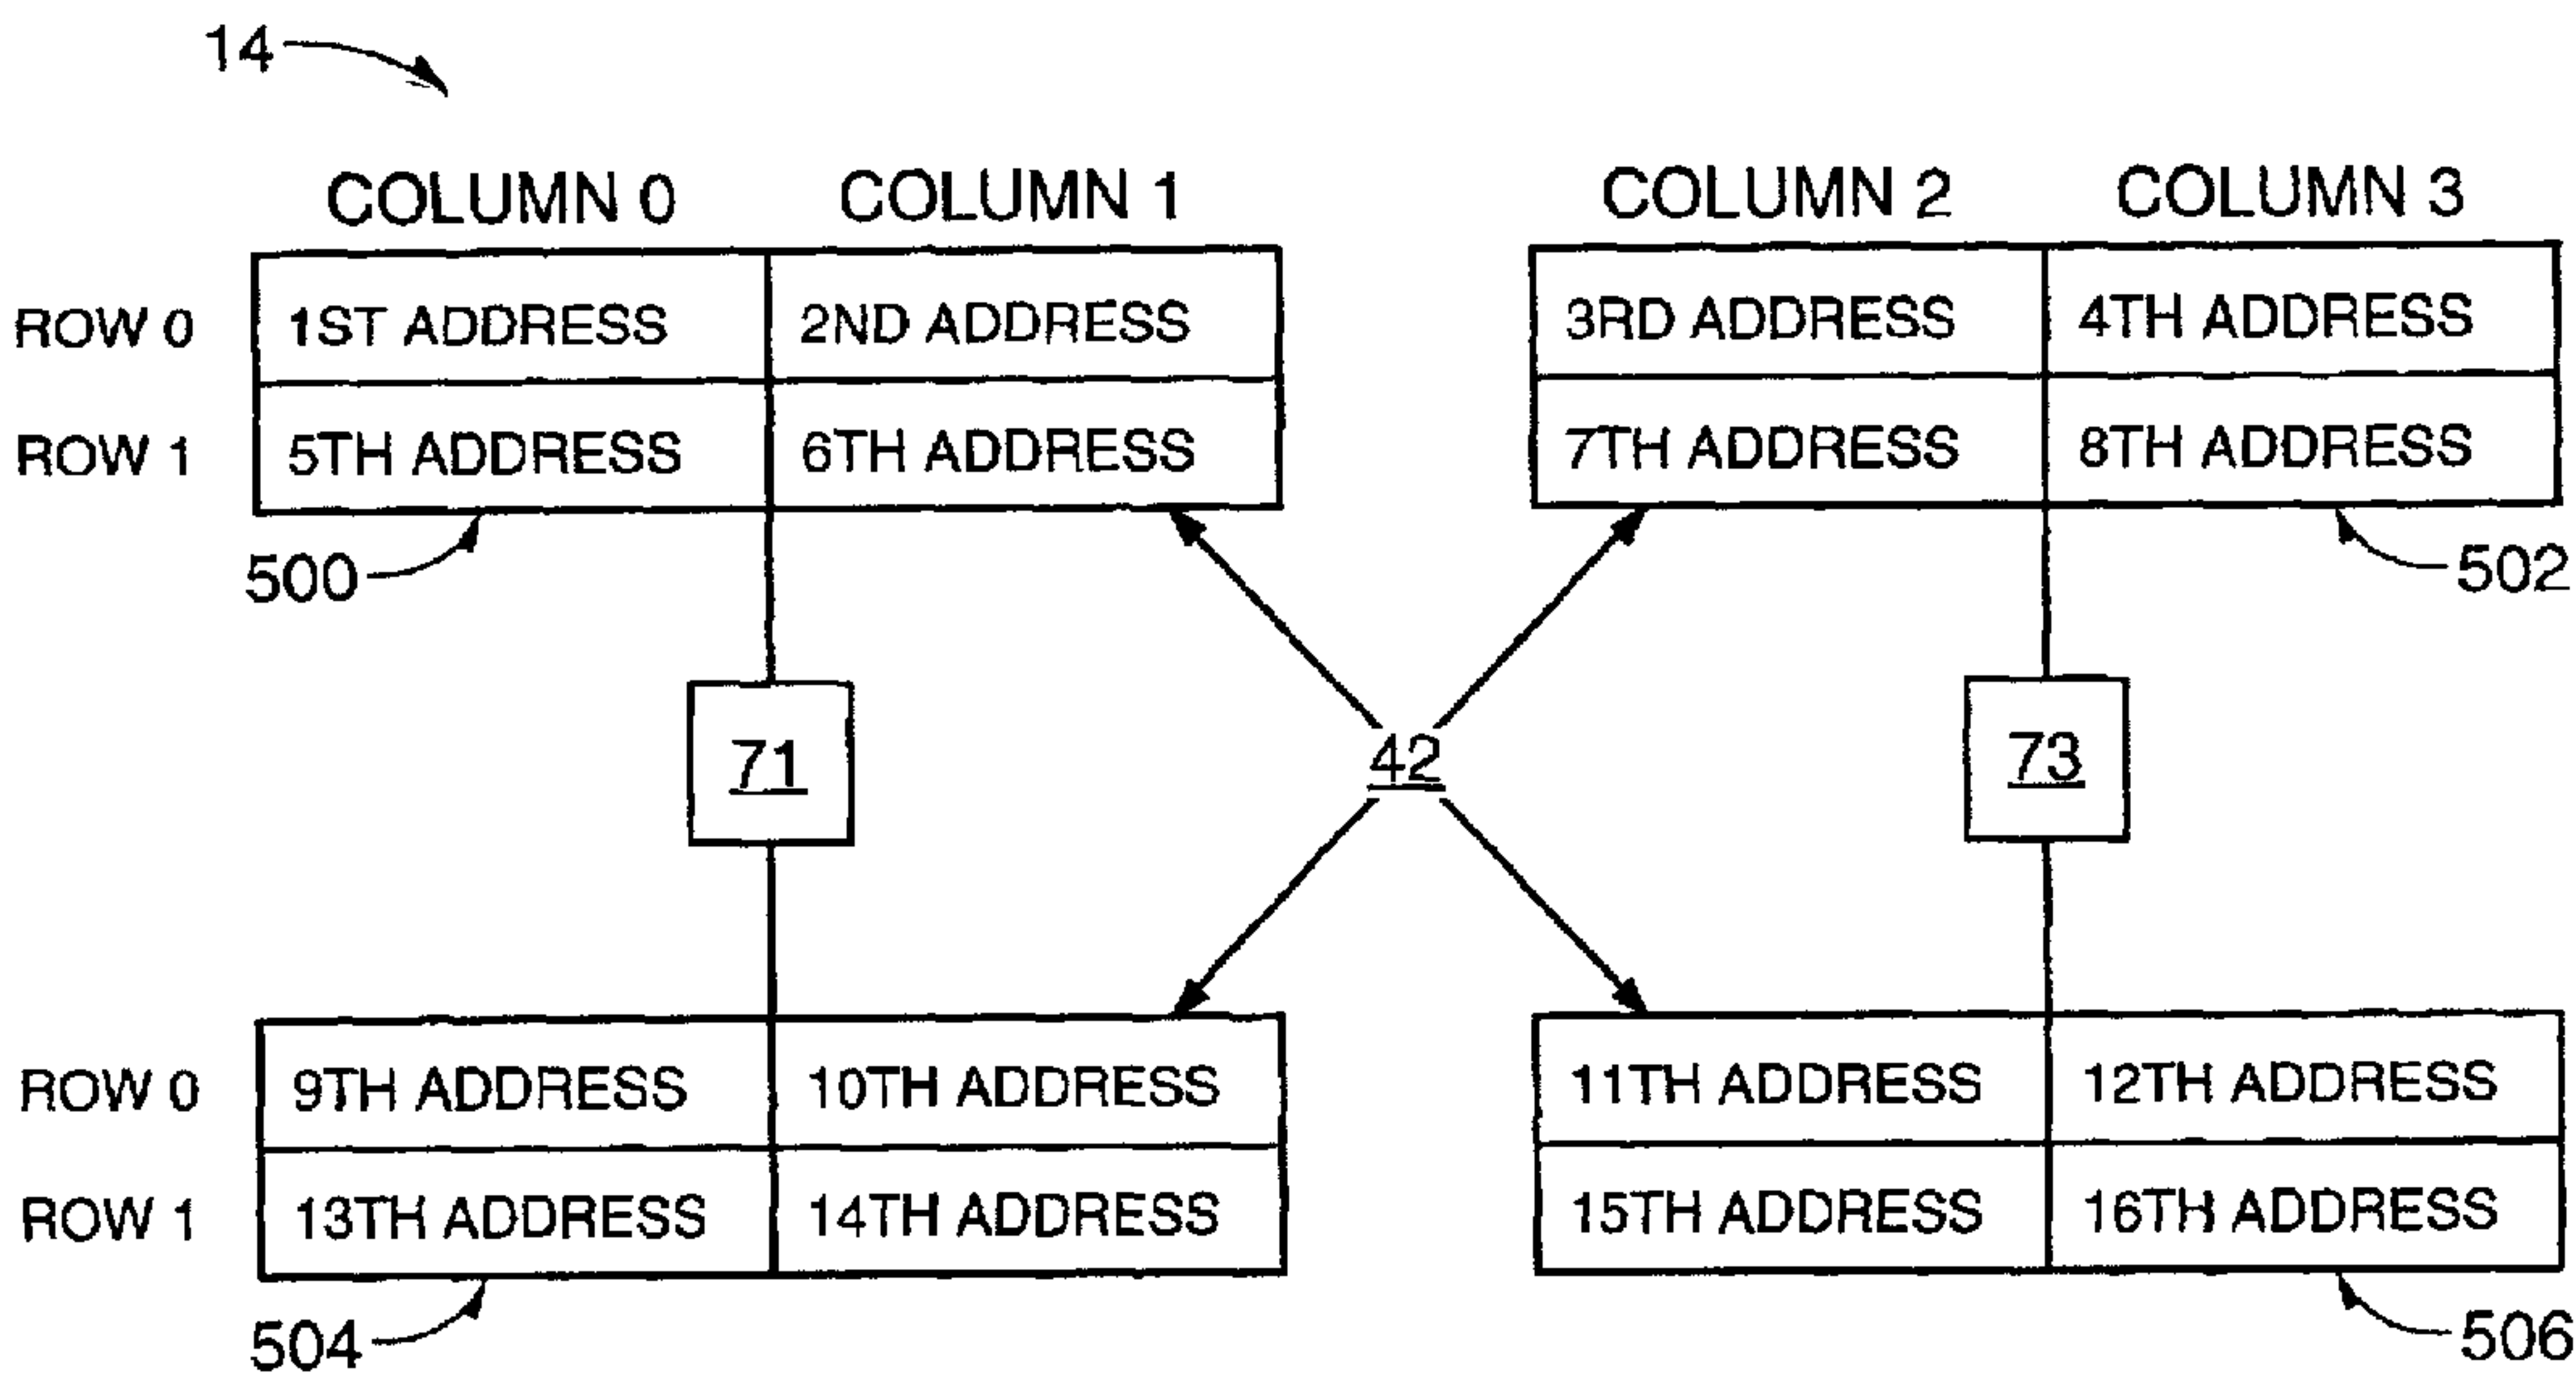 14
COLUMN 0 COLUMN 1 COLUMN 2 COLUMN 3
ROW 0 1ST ADDRESS 2ND ADDRESS 3RD ADDRESS 4TH ADDRESS
ROW 1 5TH ADDRESS 6TH ADDRESS 7TH ADDRESS 8TH ADDRESS
500 502
71 42 73
ROW 0 9TH ADDRESS 10TH ADDRESS 11TH ADDRESS 12TH ADDRESS
ROW 1 13TH ADDRESS 14TH ADDRESS 15TH ADDRESS 16TH ADDRESS
504 506